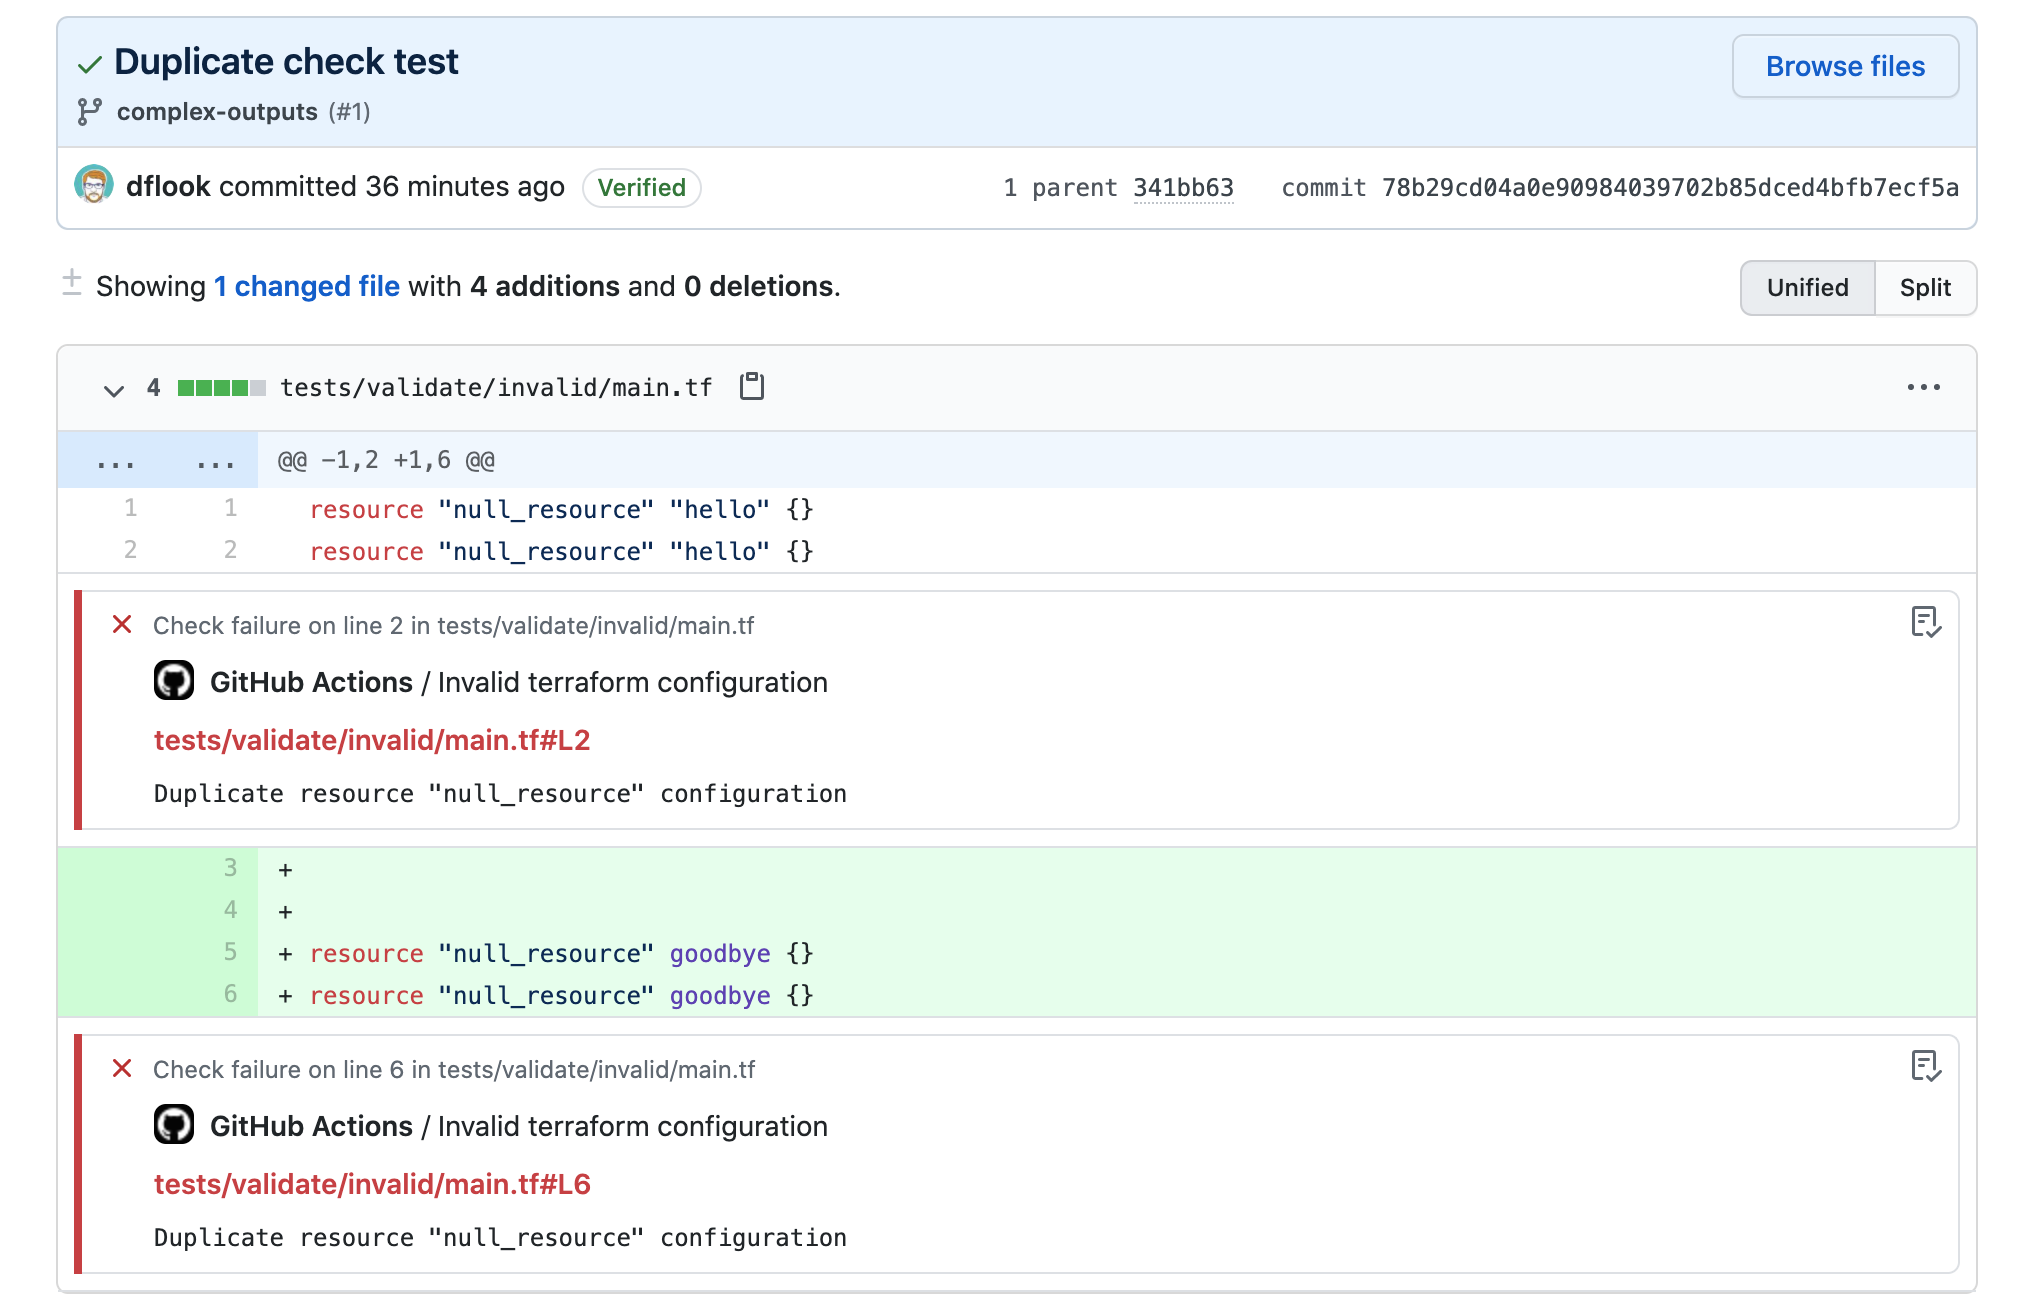 Duplicate check test
Browse files
complex-outputs (#1)
dflook committed 36 minutes ago Verified 1 parent 341bb63 commit 78b29cd04a0e90984039702b85dced4bfb7ecf5a
Showing 1 changed file with 4 additions and 0 deletions.
Unified Split
4 tests/validate/invalid/main.tf
... ... @@ -1,2 +1,6 @@
1 1 resource "null_resource" "hello" {}
2 2 resource "null_resource" "hello" {}
Check failure on line 2 in tests/validate/invalid/main.tf
GitHub Actions / Invalid terraform configuration
tests/validate/invalid/main.tf#L2
Duplicate resource "null_resource" configuration
3 +
4 +
5 + resource "null_resource" goodbye {}
6 + resource "null_resource" goodbye {}
Check failure on line 6 in tests/validate/invalid/main.tf
GitHub Actions / Invalid terraform configuration
tests/validate/invalid/main.tf#L6
Duplicate resource "null_resource" configuration